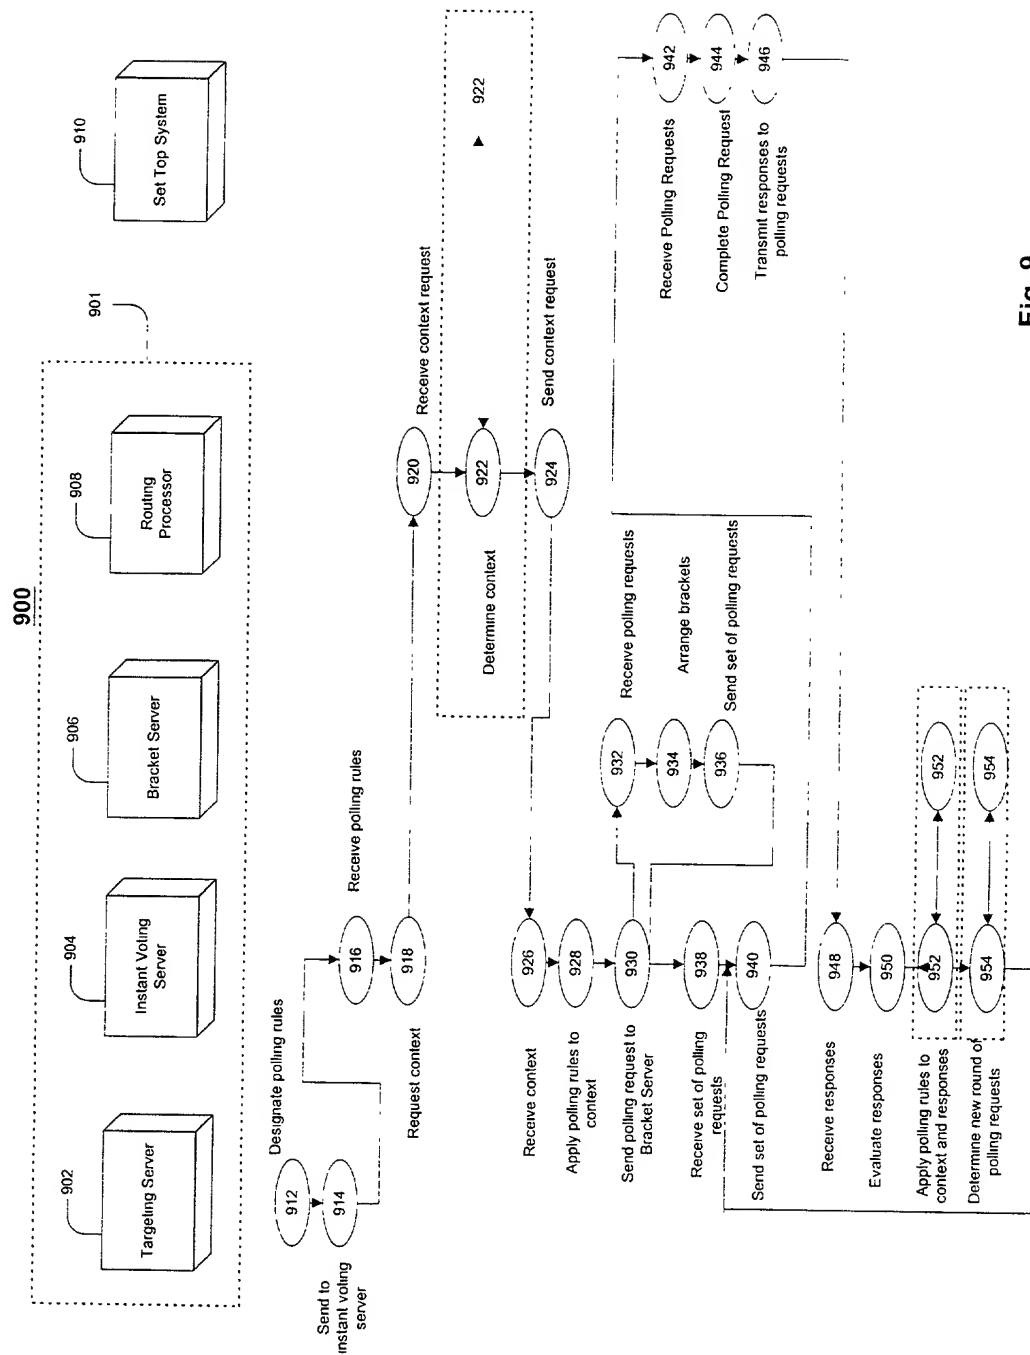 900
901
902
Targeting Server
904
Instant Voting
Server
906
Bracket Server
908
Routing
Processor
910
Set Top System
Designate polling rules
912
914
Send to
instant voting
server
Receive polling rules
916
918
Request context
Receive context request
920
Determine context
922
922
Send context request
924
Receive context
926
Apply polling rules to
context
928
Send polling request to
Bracket Server
930
Receive polling requests
932
Arrange brackets
934
Send set of polling requests
936
Receive set of polling
requests
938
Send set of polling requests
940
Receive Polling Requests
942
Complete Polling Request
944
Transmit responses to
polling requests
946
Receive responses
948
Evaluate responses
950
Apply polling rules to
context and responses
952
952
Determine new round of
polling requests
954
954
Fig. 9